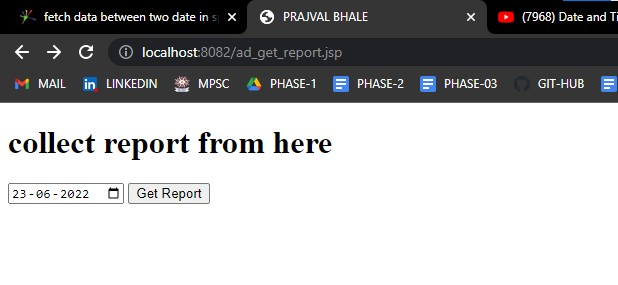 fetch data between two date in s
PRAJVAL BHALE
(7968) Date and Ti
localhost:8082/ad_get_report.jsp
MAIL LINKEDIN MPSC PHASE-1 PHASE-2 PHASE-03 GIT-HUB
collect report from here
23-06-2022 Get Report